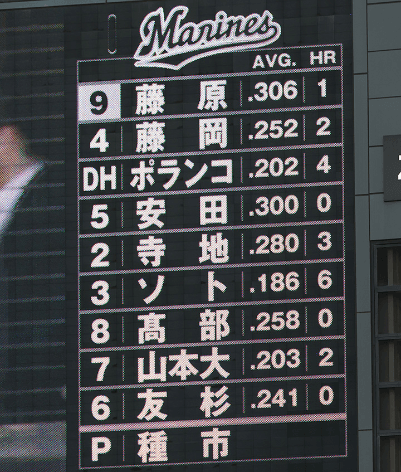 Marines
AVG. HR
9 藤原 .306 1
4 藤岡 .252 2
DH ポランコ .202 4
5 安田 .300 0
2 寺地 .280 3
3 ソト .186 6
8 髙部 .258 0
7 山本大 .203 2
6 友杉 .241 0
P 種市